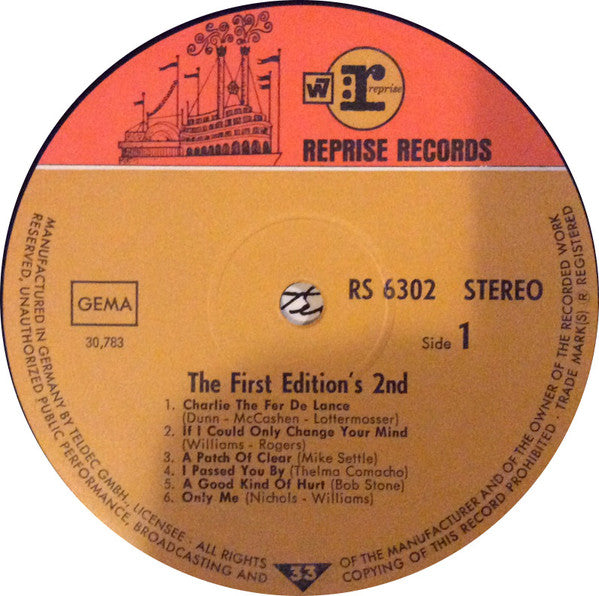 W7
r
reprise
REPRISE RECORDS
GEMA
30,783
RS 6302 STEREO
Side 1
The First Edition's 2nd
1. Charlie The Fer De Lance
(Dunn - McCashen - Lottermosser)
2. If I Could Only Change Your Mind
(Williams - Rogers)
3. A Patch Of Clear (Mike Settle)
4. I Passed You By (Thelma Comacho)
5. A Good Kind Of Hurt (Bob Stone)
6. Only Me (Nichols - Williams)
33
MANUFACTURED IN GERMANY BY TELDEC GMBH., LICENSEE · ALL RIGHTS
RESERVED, UNAUTHORIZED PUBLIC PERFORMANCE, BROADCASTING AND
COPYING OF THIS RECORD PROHIBITED · TRADE MARK(S) R REGISTERED
OF THE MANUFACTURER AND OF THE OWNER OF THE RECORDED WORK